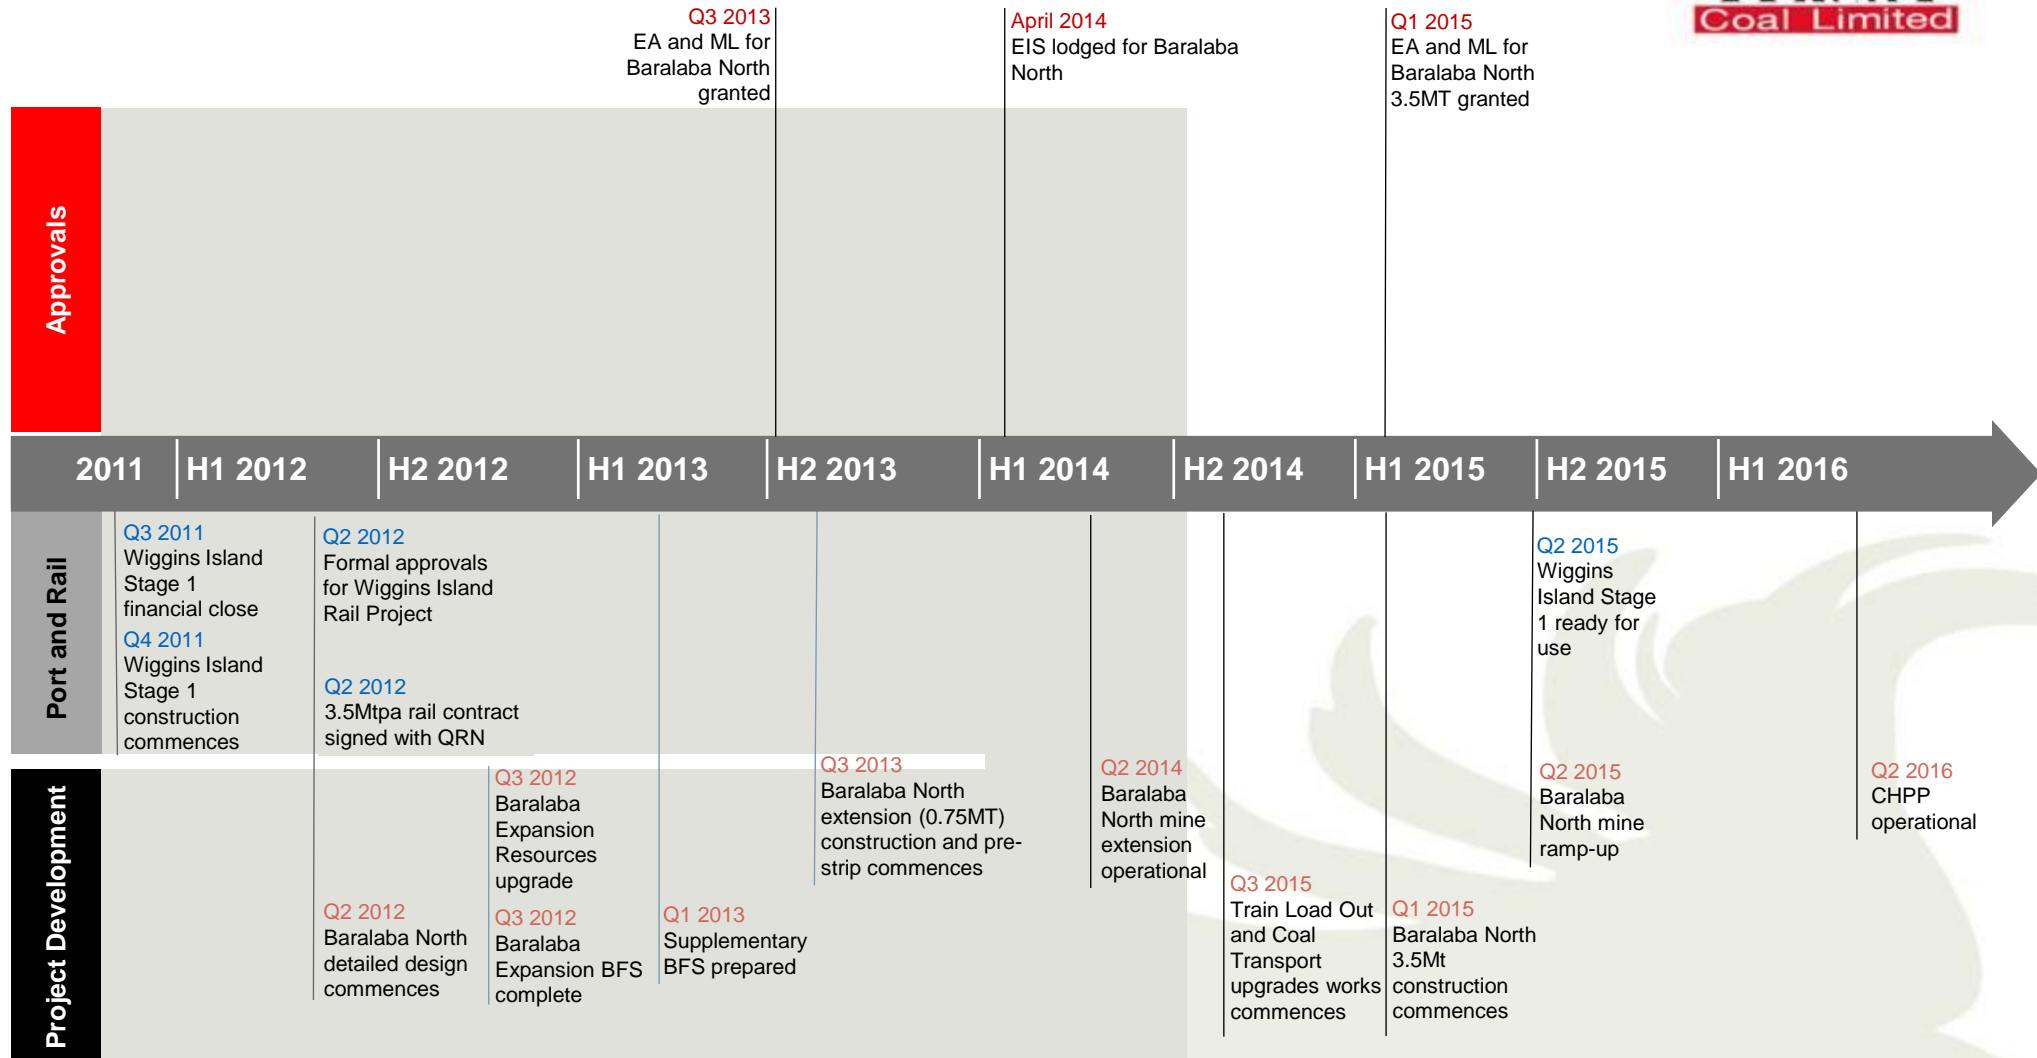 Coal Limited
Q3 2013
EA and ML for
Baralaba North
granted
April 2014
EIS lodged for Baralaba
North
Q1 2015
EA and ML for
Baralaba North
3.5MT granted
Approvals
2011
H1 2012
H2 2012
H1 2013
H2 2013
H1 2014
H2 2014
H1 2015
H2 2015
H1 2016
Port and Rail
Q3 2011
Wiggins Island
Stage 1
financial close
Q4 2011
Wiggins Island
Stage 1
construction
commences
Q2 2012
Formal approvals
for Wiggins Island
Rail Project
Q2 2012
3.5Mtpa rail contract
signed with QRN
Q2 2015
Wiggins
Island Stage
1 ready for
use
Project Development
Q2 2012
Baralaba North
detailed design
commences
Q3 2012
Baralaba
Expansion
Resources
upgrade
Q3 2012
Baralaba
Expansion BFS
complete
Q1 2013
Supplementary
BFS prepared
Q3 2013
Baralaba North
extension (0.75MT)
construction and pre-
strip commences
Q2 2014
Baralaba
North mine
extension
operational
Q3 2015
Train Load Out
and Coal
Transport
upgrades works
commences
Q1 2015
Baralaba North
3.5Mt
construction
commences
Q2 2015
Baralaba
North mine
ramp-up
Q2 2016
CHPP
operational